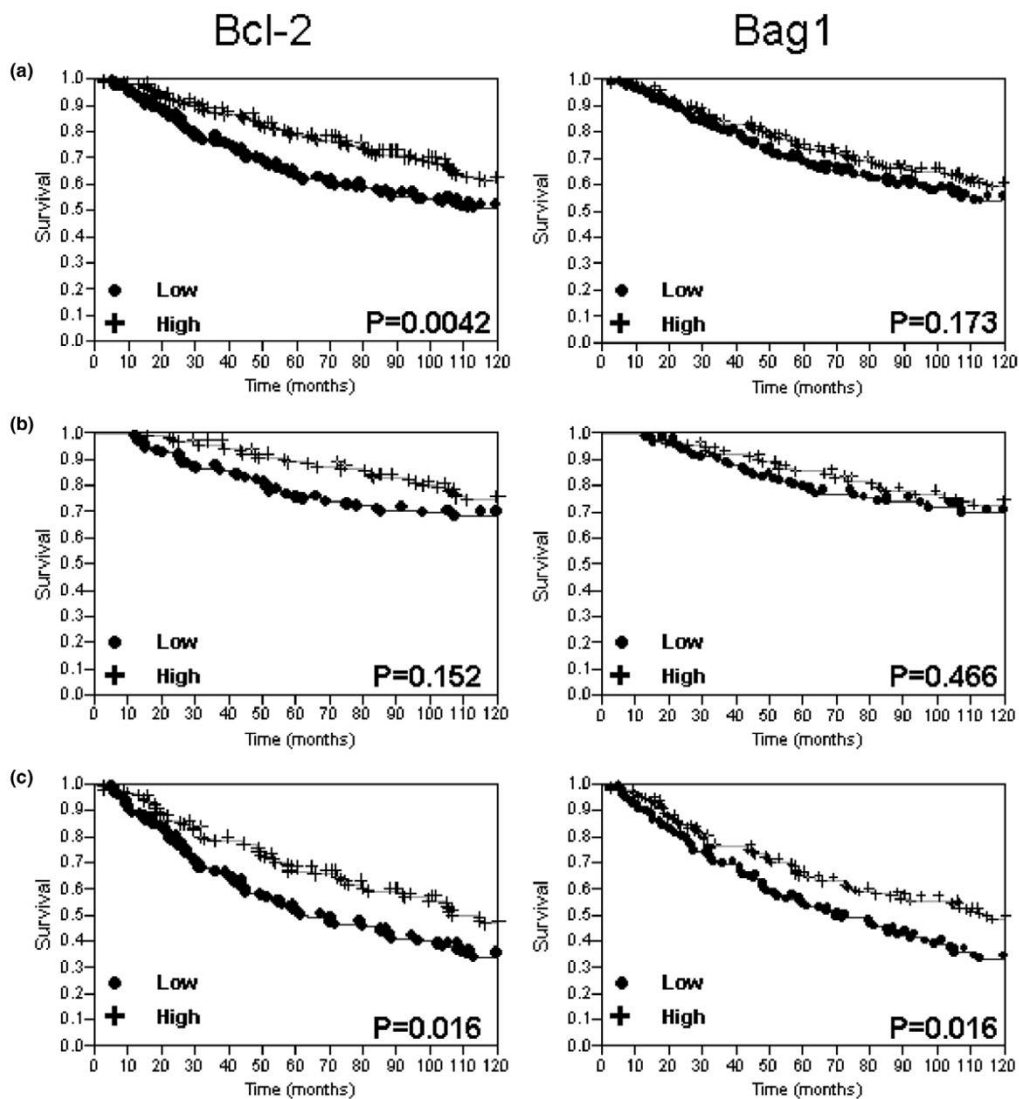 Bcl-2 Bag1
(a)
1.0 1.0
0.9 0.9
0.8 0.8
0.7 0.7
0.6 0.6
0.5 0.5
0.4 0.4
0.3 0.3
0.2 0.2
0.1 0.1
0.0 0.0
Survival Survival
Low Low
High High
P=0.0042 P=0.173
0 10 20 30 40 50 60 70 80 90 100 110 120 0 10 20 30 40 50 60 70 80 90 100 110 120
Time (months) Time (months)
(b)
1.0 1.0
0.9 0.9
0.8 0.8
0.7 0.7
0.6 0.6
0.5 0.5
0.4 0.4
0.3 0.3
0.2 0.2
0.1 0.1
0.0 0.0
Survival Survival
Low Low
High High
P=0.152 P=0.466
0 10 20 30 40 50 60 70 80 90 100 110 120 0 10 20 30 40 50 60 70 80 90 100 110 120
Time (months) Time (months)
(c)
1.0 1.0
0.9 0.9
0.8 0.8
0.7 0.7
0.6 0.6
0.5 0.5
0.4 0.4
0.3 0.3
0.2 0.2
0.1 0.1
0.0 0.0
Survival Survival
Low Low
High High
P=0.016 P=0.016
0 10 20 30 40 50 60 70 80 90 100 110 120 0 10 20 30 40 50 60 70 80 90 100 110 120
Time (months) Time (months)